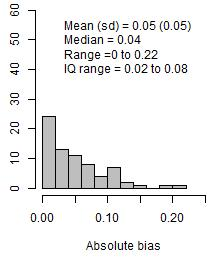 60
50
40
30
20
10
0
Mean (sd) = 0.05 (0.05)
Median = 0.04
Range =0 to 0.22
IQ range = 0.02 to 0.08
0.00
0.10
0.20
Absolute bias